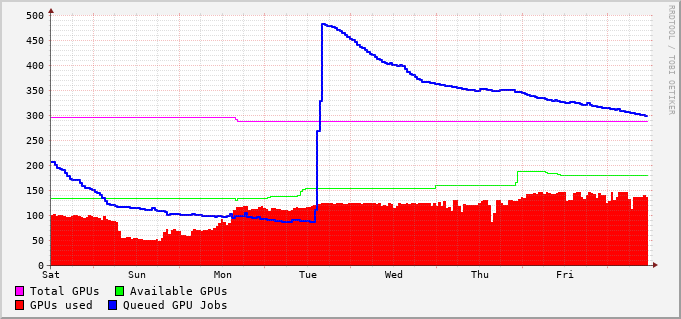 500
450
400
350
300
250
200
150
100
50
0
Sat Sun Mon Tue Wed Thu Fri
Total GPUs Available GPUs
GPUs used Queued GPU Jobs
RRDTOOL / TOBI OETIKER